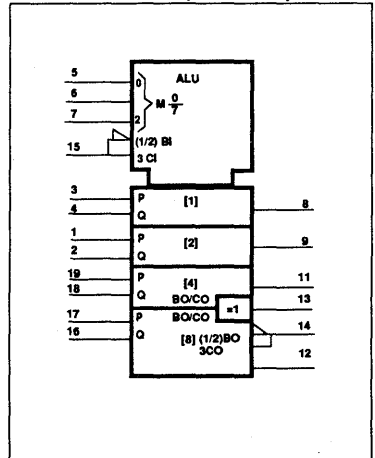 5
ALU
0
6
M 0/7
7
2
(1/2) BI
15
3 CI
3
P
[1]
8
4
Q
1
P
[2]
9
2
Q
19
P
[4]
11
18
Q
BO/CO
13
=1
17
P
BO/CO
14
16
Q
[8] (1/2)BO
3CO
12